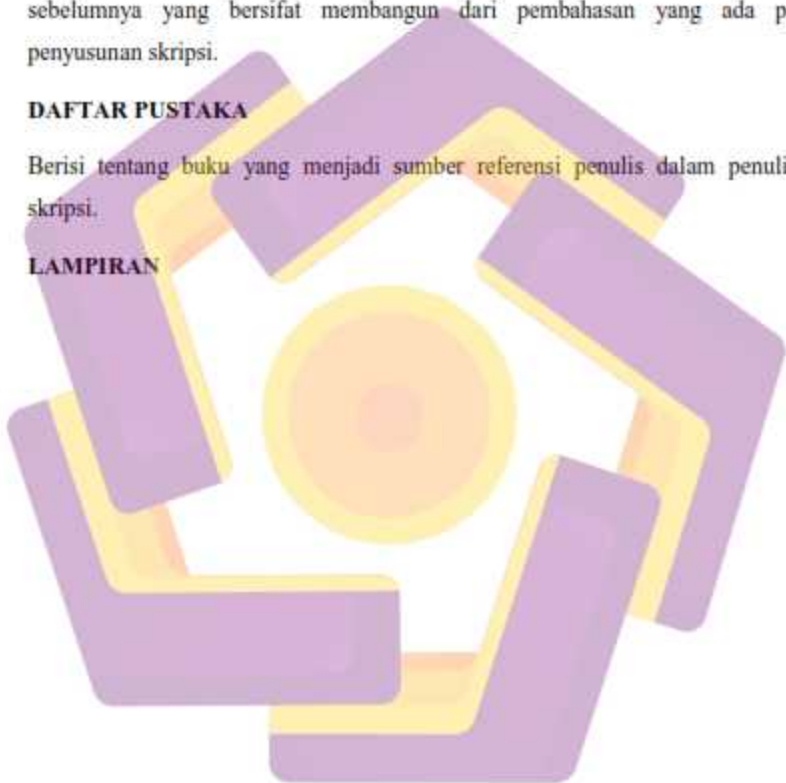 sebelumnya yang bersifat membangun dari pembahasan yang ada p
penyusunan skripsi.
DAFTAR PUSTAKA
Berisi tentang buku yang menjadi sumber referensi penulis dalam penuli
skripsi.
LAMPIRAN